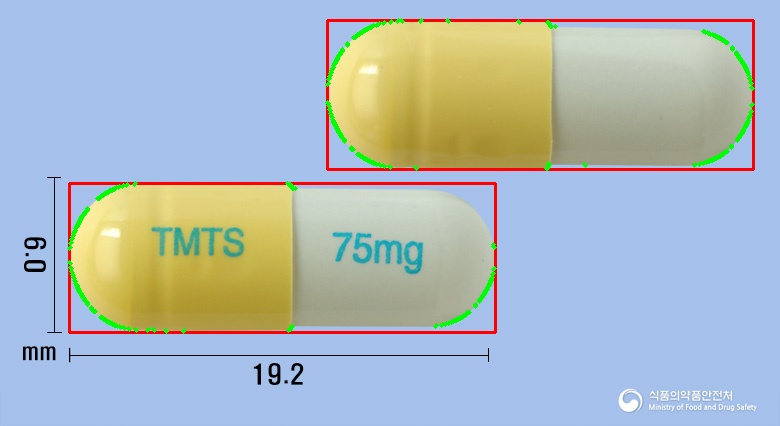 TMTS
75mg
6.0
mm
19.2
식품의약품안전처
Ministry of Food and Drug Safety